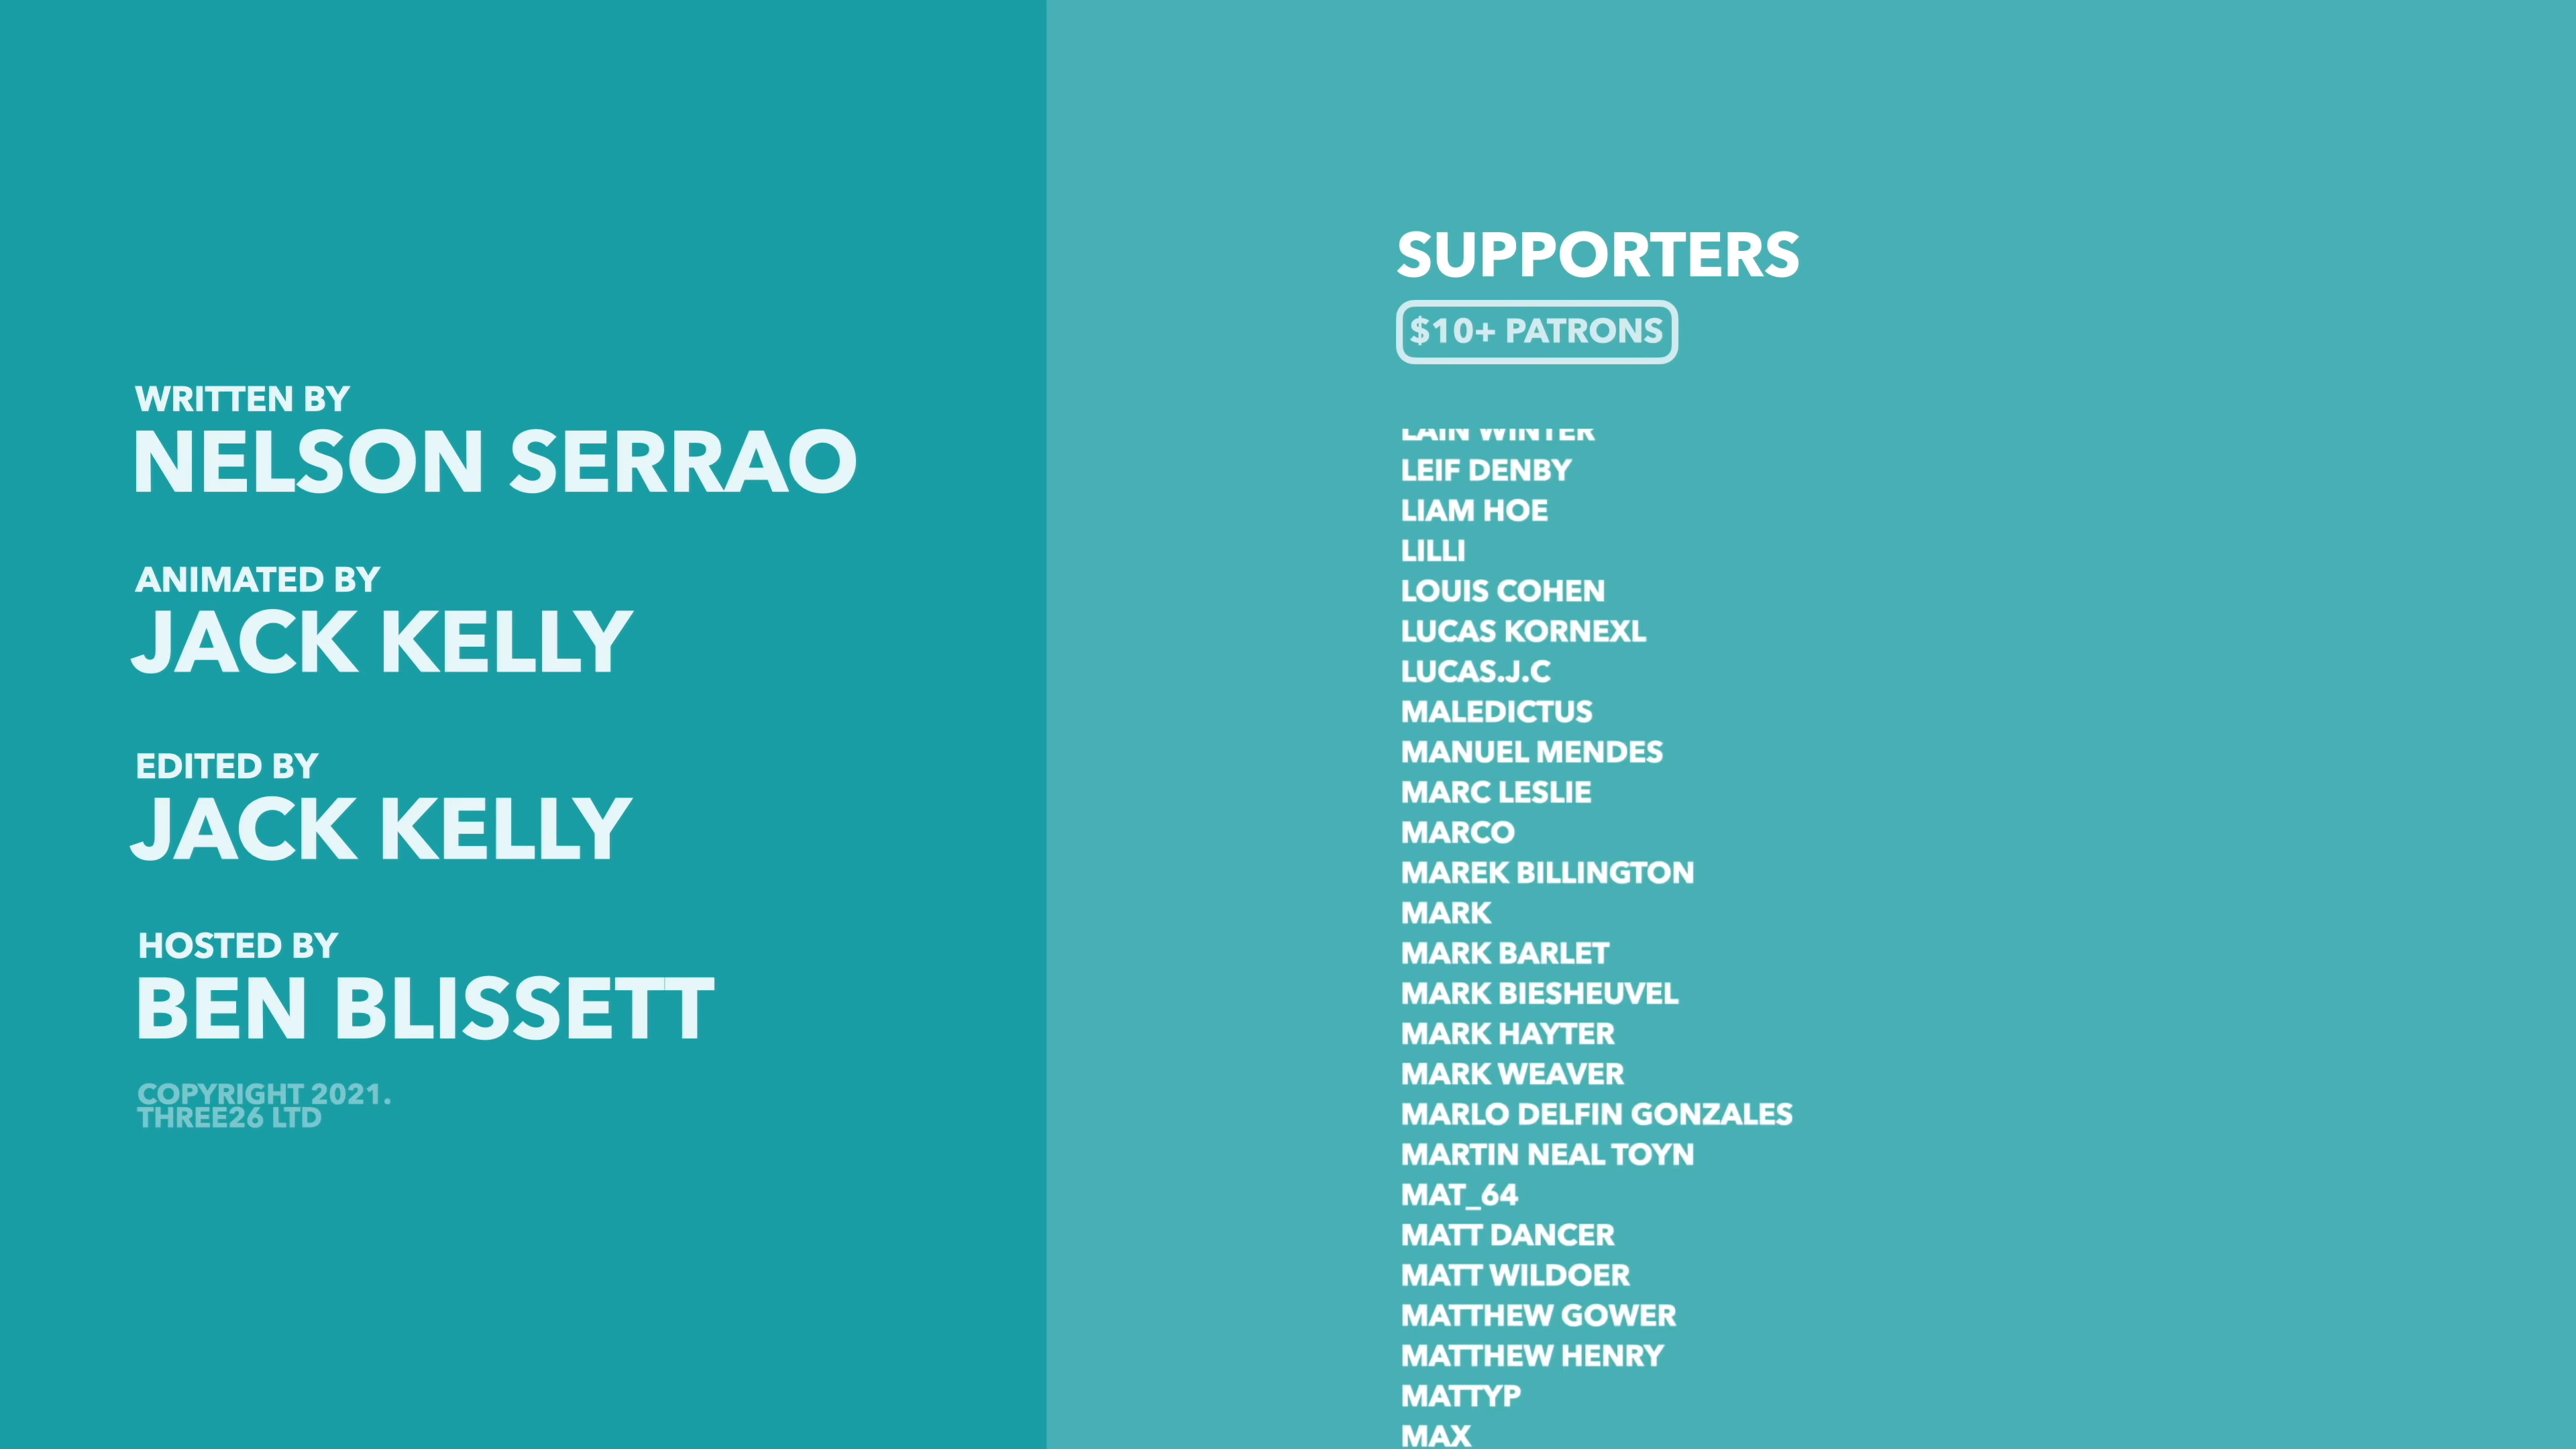 WRITTEN BY
NELSON SERRAO
ANIMATED BY
JACK KELLY
EDITED BY
JACK KELLY
HOSTED BY
BEN BLISSETT
COPYRIGHT 2021.
THREE26 LTD
SUPPORTERS
$10+ PATRONS
WINTER
LEIF DENBY
LIAM HOE
LILLI
LOUIS COHEN
LUCAS KORNEXL
LUCAS.J.C
MALEDICTUS
MANUEL MENDES
MARC LESLIE
MARCO
MAREK BILLINGTON
MARK
MARK BARLET
MARK BIESHEUVEL
MARK HAYTER
MARK WEAVER
MARLO DELFIN GONZALES
MARTIN NEAL TOYN
MAT_64
MATT DANCER
MATT WILDOER
MATTHEW GOWER
MATTHEW HENRY
MATTYP
MAX